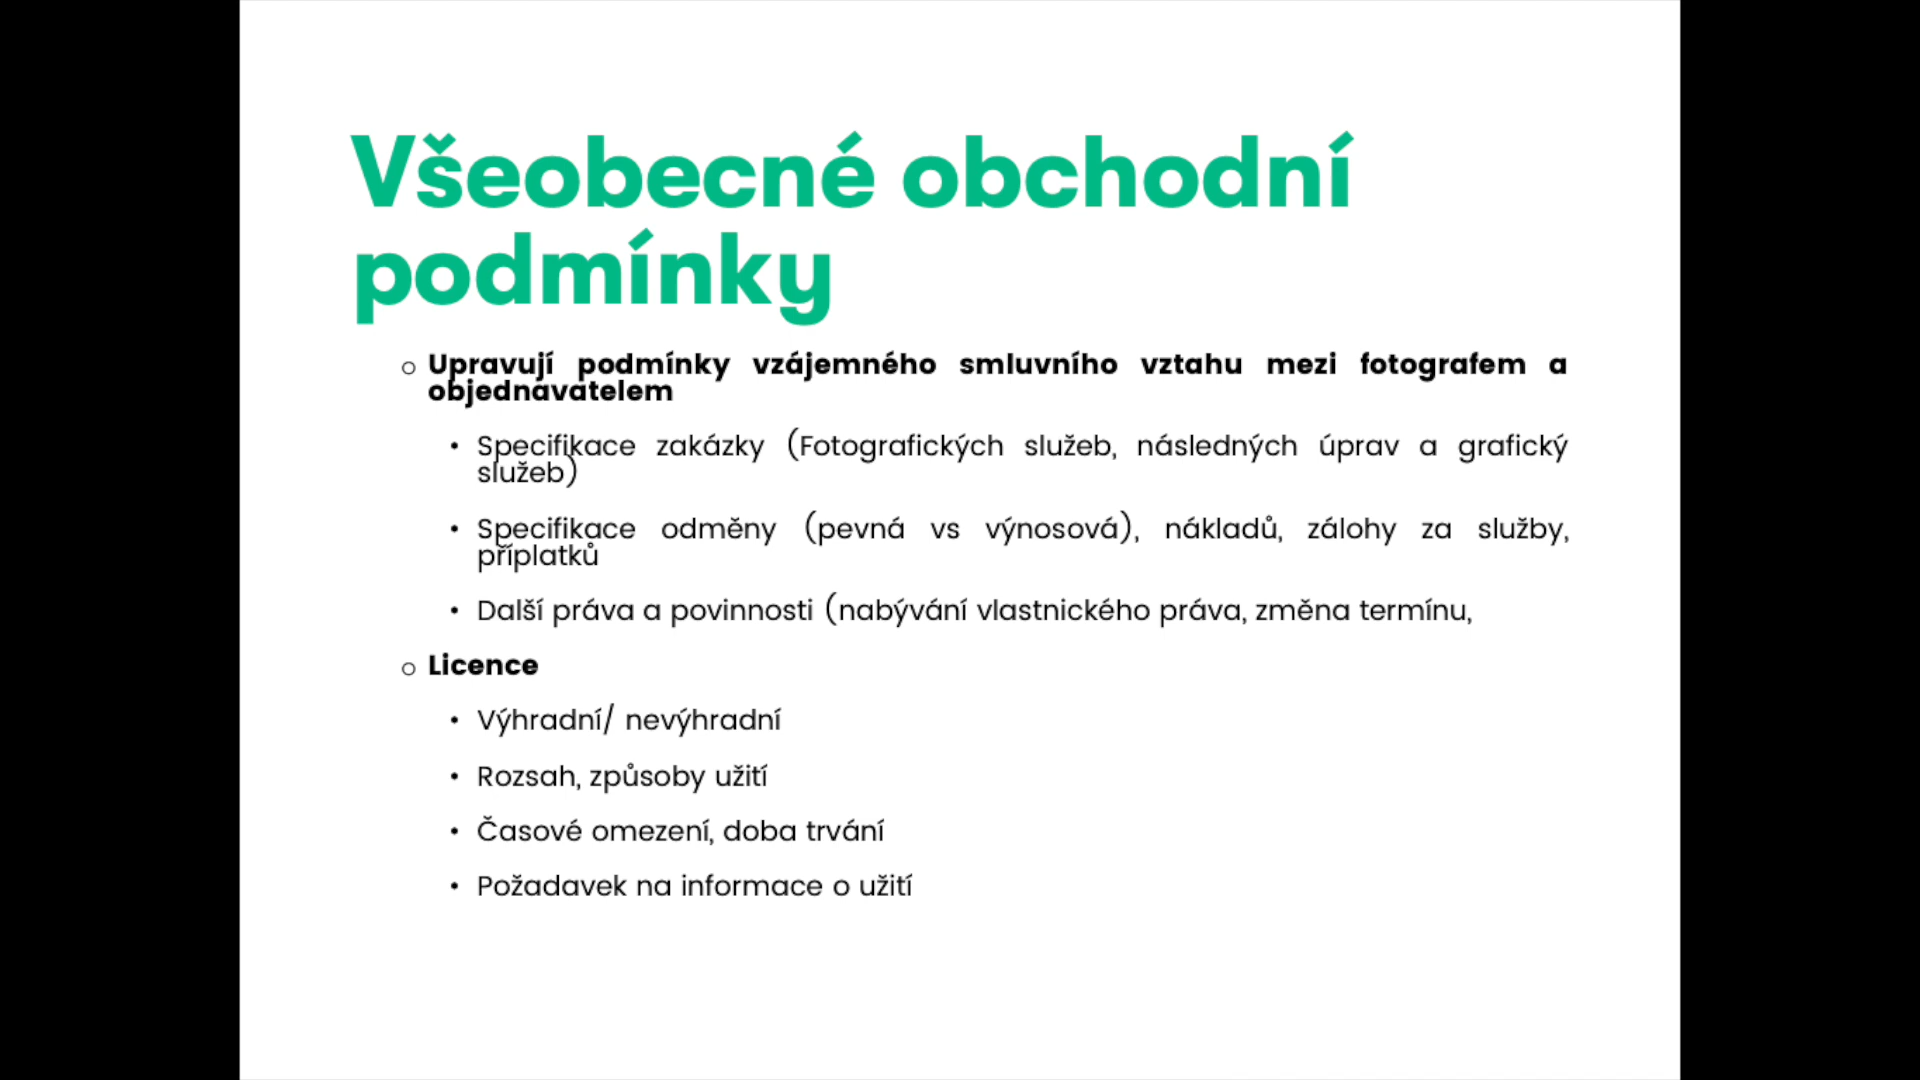 Všeobecné obchodní
podmínky
o Upravují podmínky vzájemného smluvního vztahu mezi fotografem a
objednavatelem
• Specifikace zakázky (Fotografických služeb, následných úprav a grafický
služeb)
• Specifikace odměny (pevná vs výnosová), nákladů, zálohy za služby,
příplatků
• Další práva a povinnosti (nabývání vlastnického práva, změna termínu,
o Licence
• Výhradní/ nevýhradní
• Rozsah, způsoby užití
• Časové omezení, doba trvání
• Požadavek na informace o užití